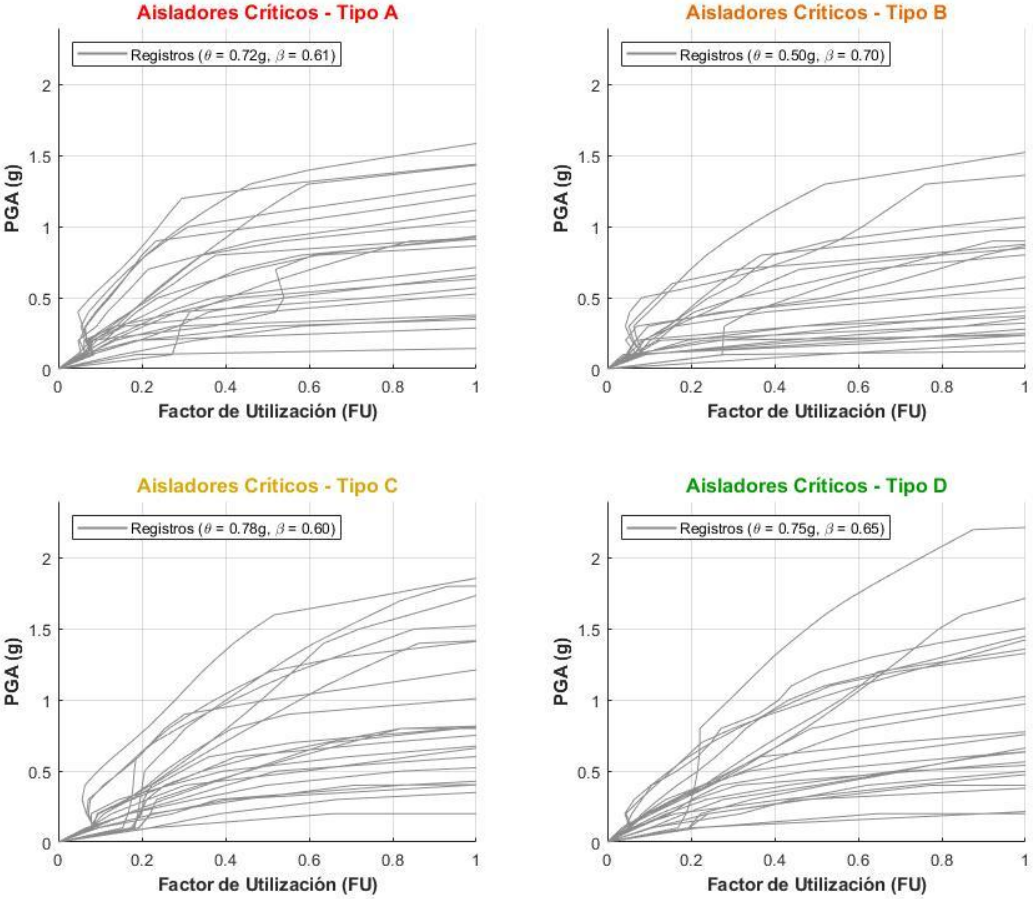 Aisladores Críticos - Tipo A
Registros (θ = 0.72g, β = 0.61)
2
1.5
1
0.5
0
PGA (g)
0 0.2 0.4 0.6 0.8 1
Factor de Utilización (FU)
Aisladores Críticos - Tipo B
Registros (θ = 0.50g, β = 0.70)
2
1.5
1
0.5
0
PGA (g)
0 0.2 0.4 0.6 0.8 1
Factor de Utilización (FU)
Aisladores Críticos - Tipo C
Registros (θ = 0.78g, β = 0.60)
2
1.5
1
0.5
0
PGA (g)
0 0.2 0.4 0.6 0.8 1
Factor de Utilización (FU)
Aisladores Críticos - Tipo D
Registros (θ = 0.75g, β = 0.65)
2
1.5
1
0.5
0
PGA (g)
0 0.2 0.4 0.6 0.8 1
Factor de Utilización (FU)